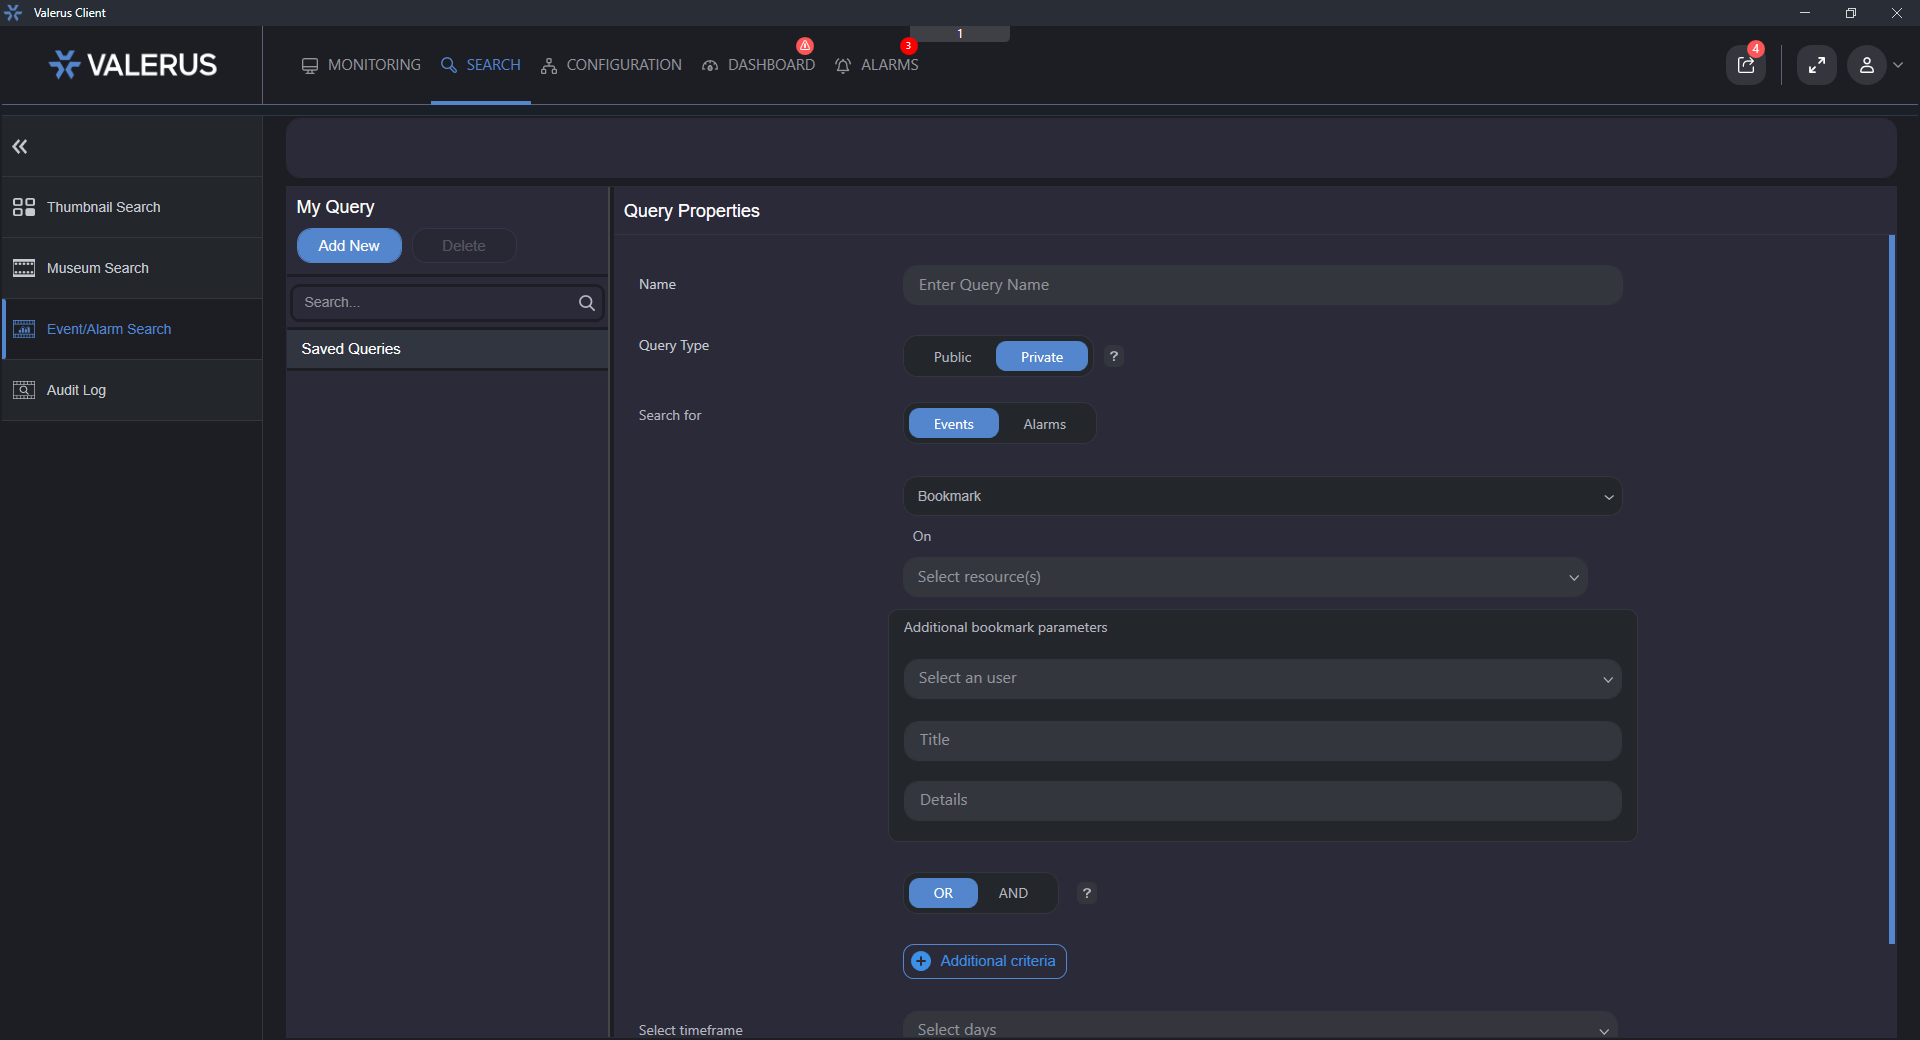 Valerus Client
1
VALERUS
MONITORING
SEARCH
CONFIGURATION
DASHBOARD
3
ALARMS
4
Thumbnail Search
Museum Search
Event/Alarm Search
Audit Log
My Query
Add New
Delete
Search...
Saved Queries
Query Properties
Name
Enter Query Name
Query Type
Public
Private
?
Search for
Events
Alarms
Bookmark
On
Select resource(s)
Additional bookmark parameters
Select an user
Title
Details
OR
AND
?
Additional criteria
Select timeframe
Select days